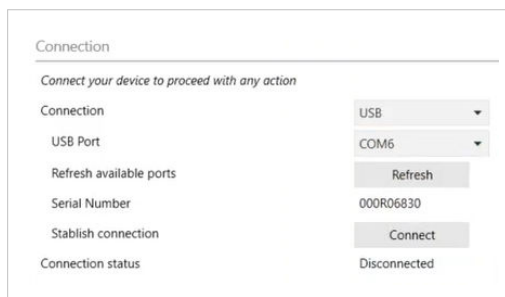 Connection
Connect your device to proceed with any action
Connection USB
USB Port COM6
Refresh available ports Refresh
Serial Number 000R06830
Stablish connection Connect
Connection status Disconnected